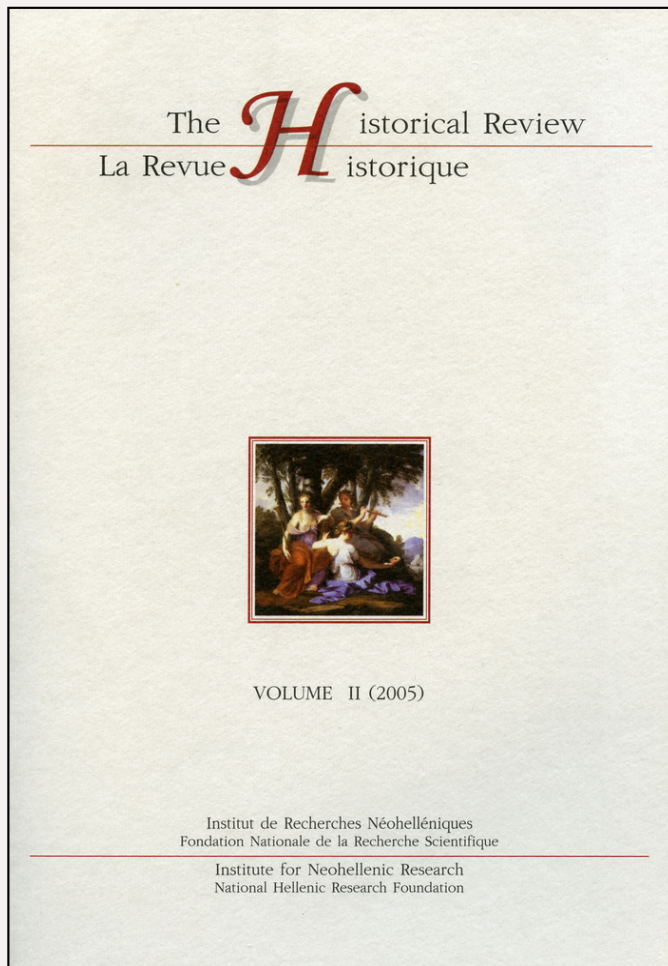 The Historical Review
La Revue Historique
VOLUME II (2005)
Institut de Recherches Néohelléniques
Fondation Nationale de la Recherche Scientifique
Institute for Neohellenic Research
National Hellenic Research Foundation